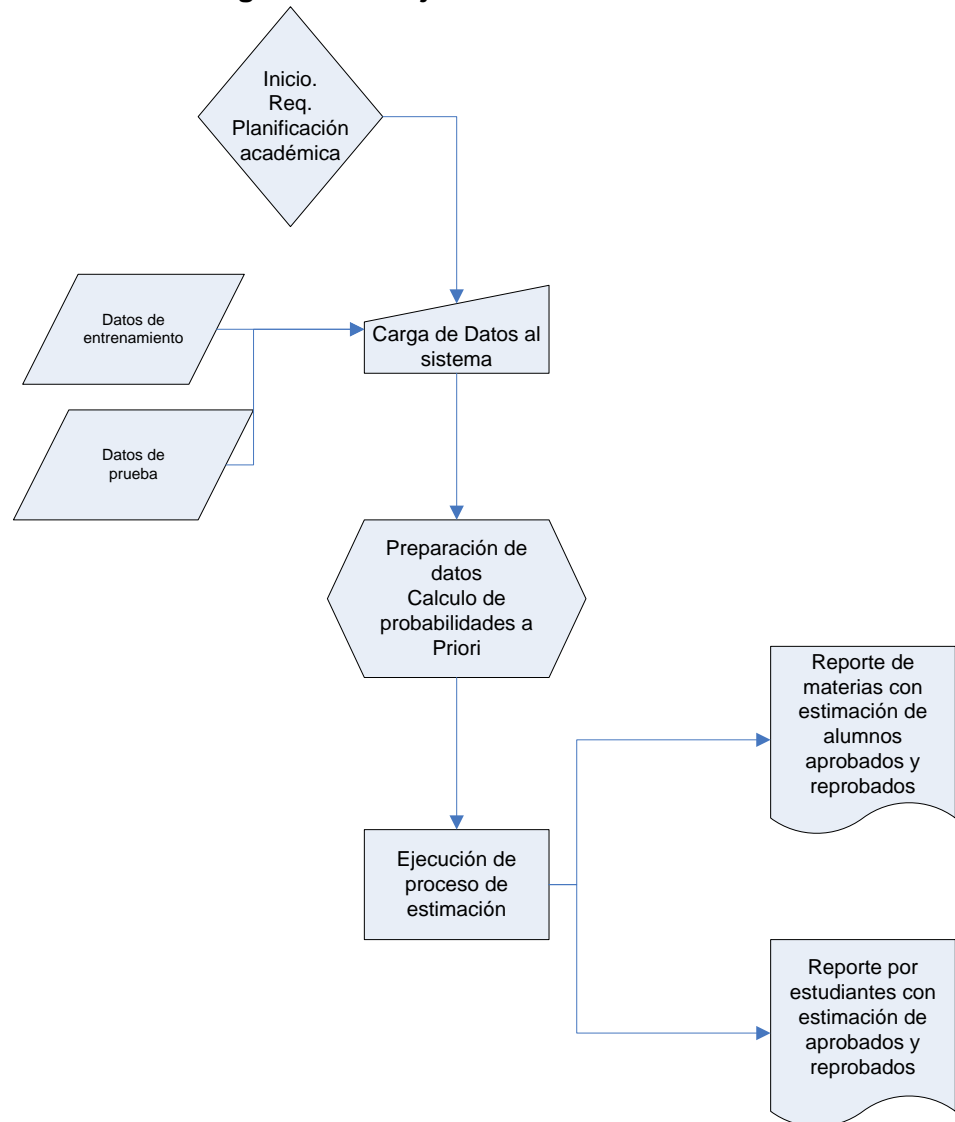 Inicio.
Req.
Planificación
académica
Datos de
entrenamiento
Carga de Datos al
sistema
Datos de
prueba
Preparación de
datos
Calculo de
probabilidades a
Priori
Reporte de
materias con
estimación de
alumnos
aprobados y
reprobados
Ejecución de
proceso de
estimación
Reporte por
estudiantes con
estimación de
aprobados y
reprobados